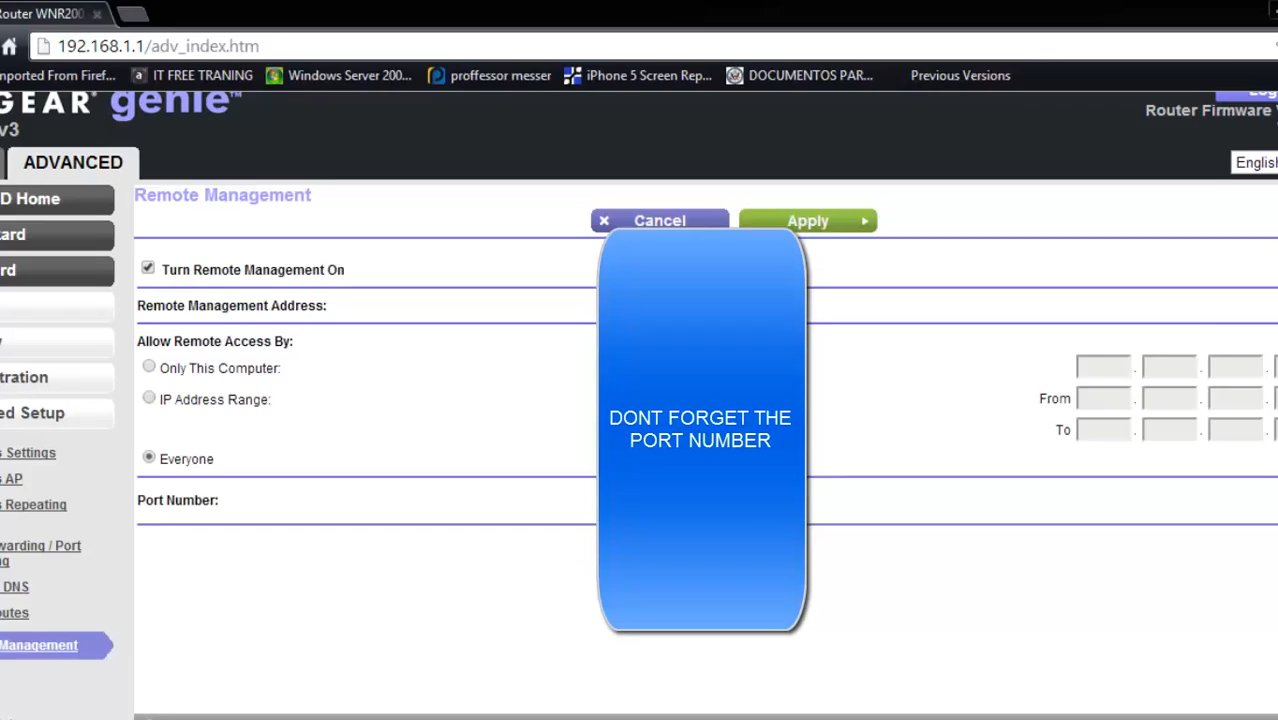 Router WNR200
192.168.1.1/adv_index.htm
mported From Firef... IT FREE TRANING Windows Server 200... proffessor messer iPhone 5 Screen Rep... DOCUMENTOS PAR... Previous Versions
GEAR® genie™
v3
Router Firmware
ADVANCED
English
D Home
Remote Management
Cancel Apply
ard
rd
Turn Remote Management On
Remote Management Address:
Allow Remote Access By:
Only This Computer:
IP Address Range:
From
To
Everyone
Port Number:
DONT FORGET THE
PORT NUMBER
y
tration
ed Setup
s Settings
s AP
s Repeating
warding / Port
ng
DNS
outes
Management